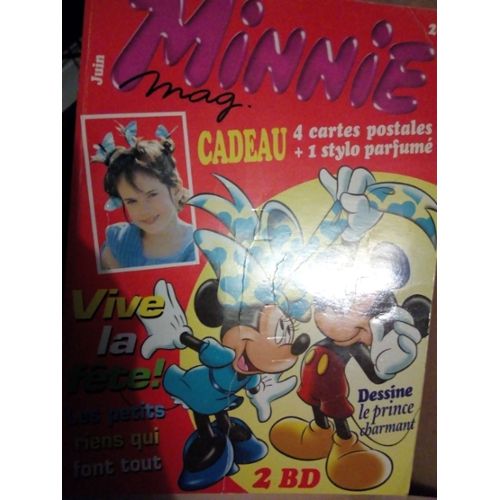 Juin
MINNIE
mag.
2
CADEAU
4 cartes postales
+ 1 stylo parfumé
Vive
la
fête!
Les petits
riens qui
font tout
Dessine
le prince
charmant
2 BD